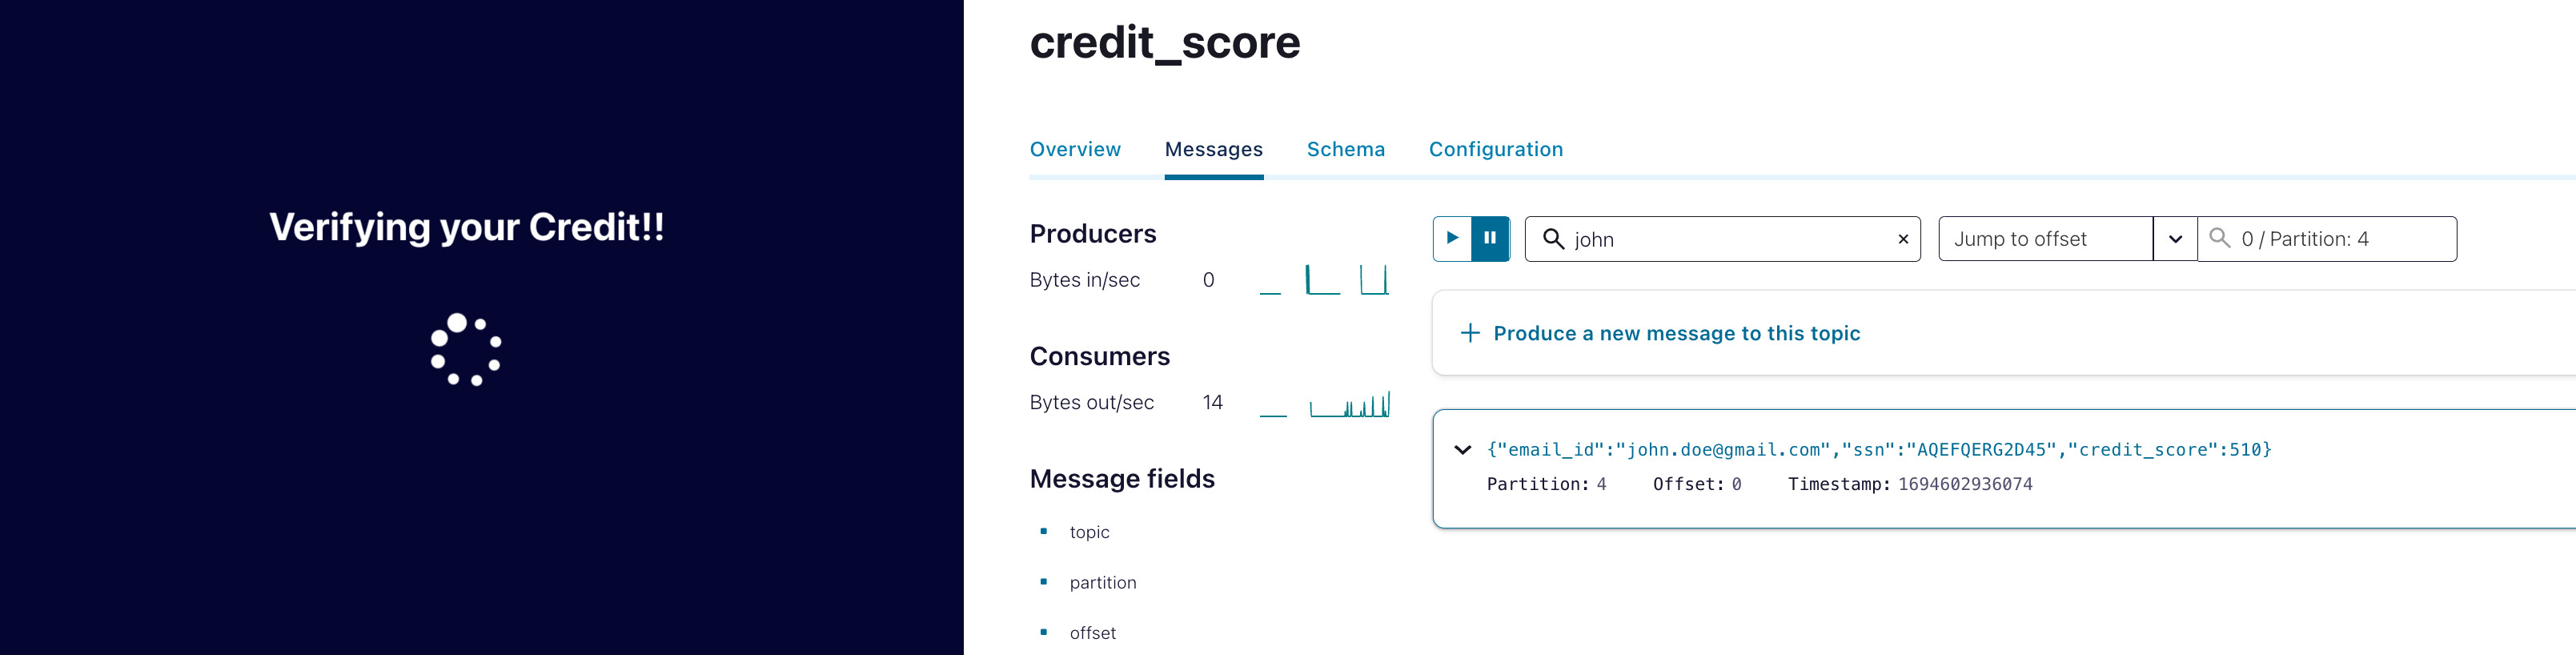 Verifying your Credit!!
credit_score
Overview Messages Schema Configuration
Producers
Bytes in/sec 0
Consumers
Bytes out/sec 14
Message fields
topic
partition
offset
john × Jump to offset 0 / Partition: 4
+ Produce a new message to this topic
{"email_id":"john.doe@gmail.com","ssn":"AQEFQERG2D45","credit_score":510}
Partition: 4 Offset: 0 Timestamp: 1694602936074